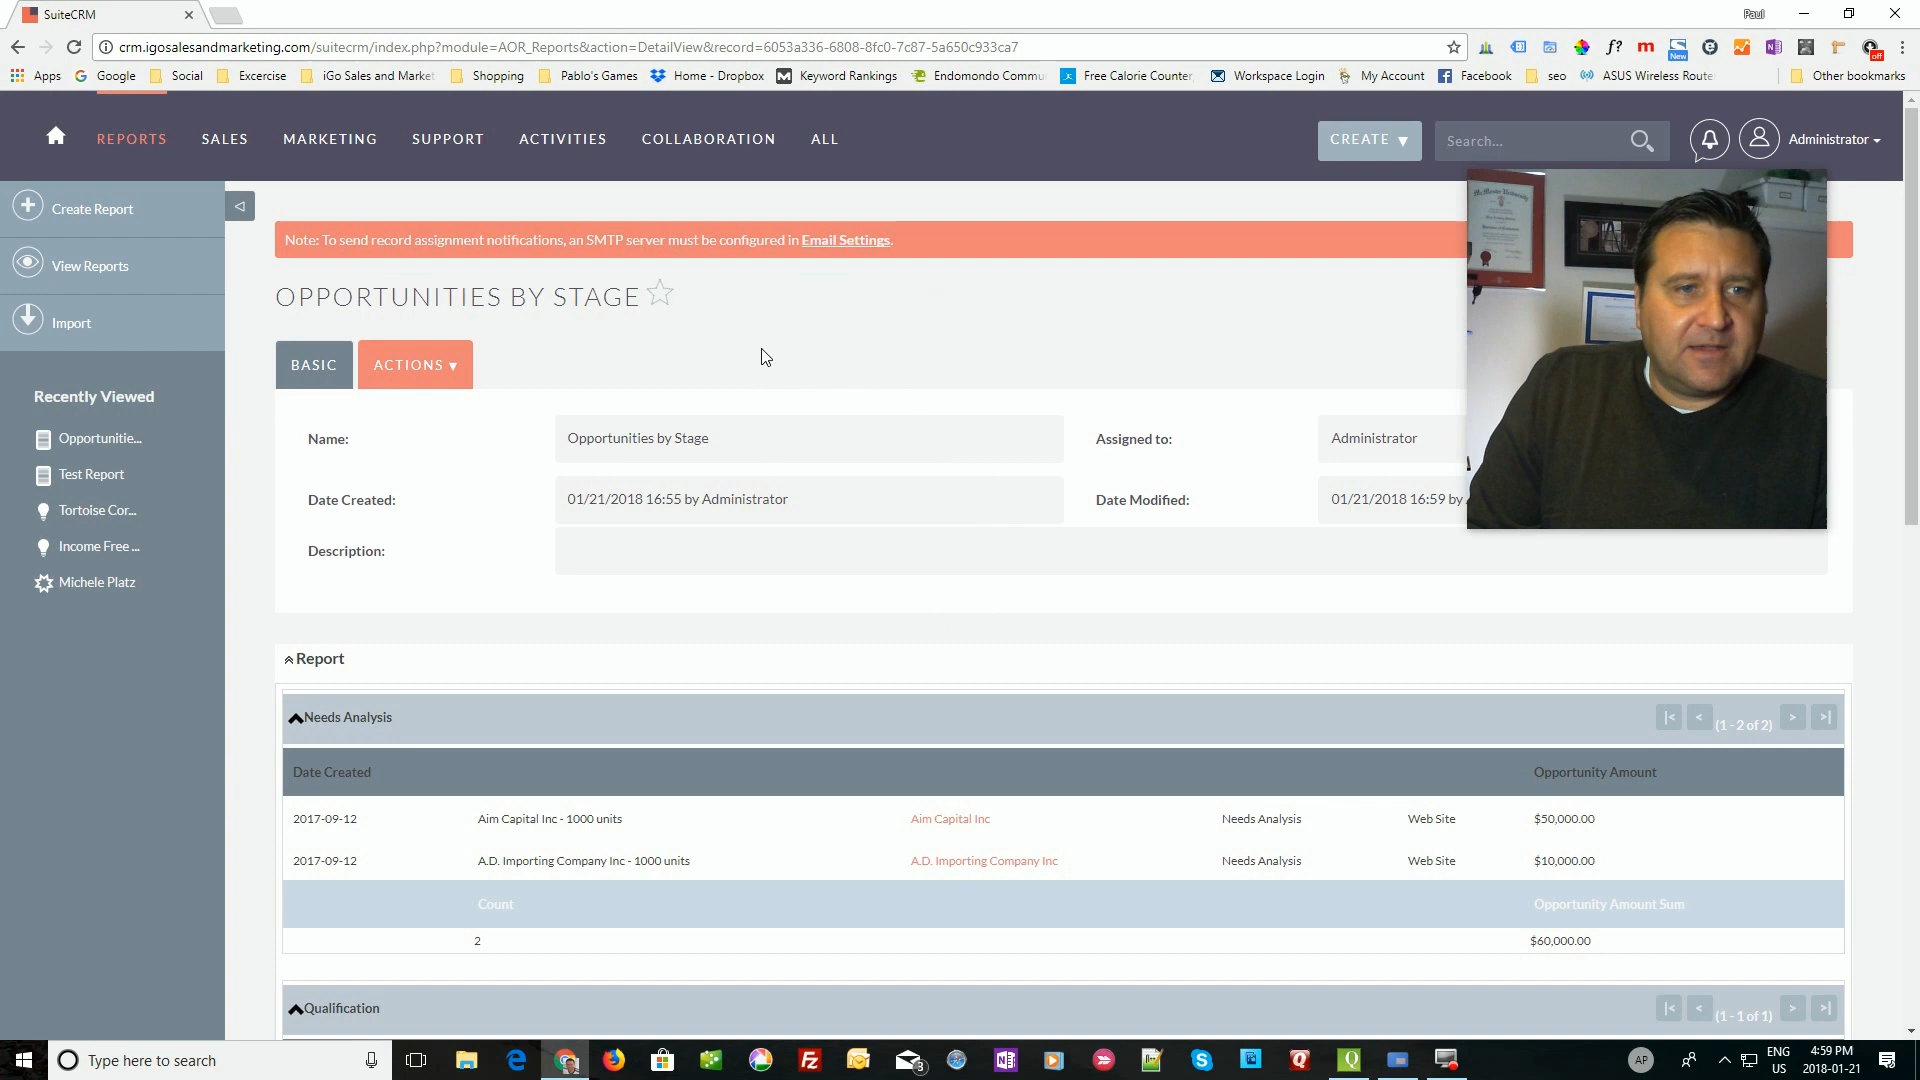 SuiteCRM
Paul
crm.igosalesandmarketing.com/suitecrm/index.php?module=AOR_Reports&action=DetailView&record=6053a336-6808-8fc0-7c87-5a650c933ca7
New
off
Apps Google Social Excercise iGo Sales and Market Shopping Pablo's Games Home - Dropbox Keyword Rankings Endomondo Commu Free Calorie Counter, Workspace Login My Account Facebook seo ASUS Wireless Route Other bookmarks
REPORTS SALES MARKETING SUPPORT ACTIVITIES COLLABORATION ALL
CREATE ▼
Search...
Administrator
Create Report
View Reports
Import
Recently Viewed
Opportunitie...
Test Report
Tortoise Cor...
Income Free ...
Michele Platz
Note: To send record assignment notifications, an SMTP server must be configured in Email Settings.
OPPORTUNITIES BY STAGE
BASIC
ACTIONS ▼
Name: Opportunities by Stage Assigned to: Administrator
Date Created: 01/21/2018 16:55 by Administrator Date Modified: 01/21/2018 16:59 by
Description:
Report
Needs Analysis (1 - 2 of 2)
Date Created Opportunity Amount
2017-09-12 Aim Capital Inc - 1000 units Aim Capital Inc Needs Analysis Web Site $50,000.00
2017-09-12 A.D. Importing Company Inc - 1000 units A.D. Importing Company Inc Needs Analysis Web Site $10,000.00
Count Opportunity Amount Sum
2 $60,000.00
Qualification (1 - 1 of 1)
Type here to search
3
AP
ENG
US
4:59 PM
2018-01-21